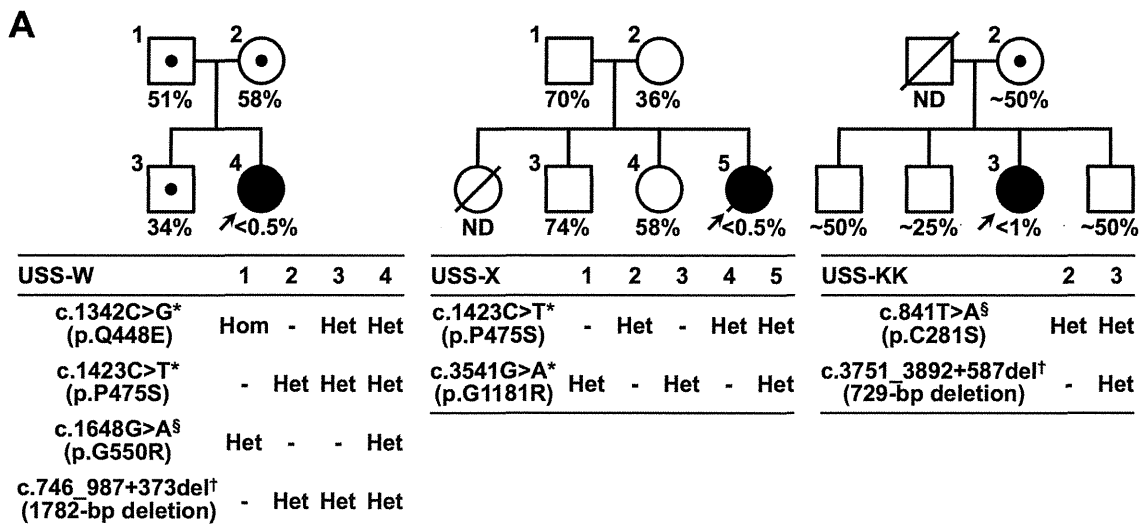 A
1 2 1 2 2
51% 58% 70% 36% ND ~50%
3 4 3 4 5 3
34% <0.5% ND 74% 58% <0.5% ~50% ~25% <1% ~50%
USS-W 1 2 3 4
c.1342C>G* (p.Q448E) Hom - Het Het
c.1423C>T* (p.P475S) - Het Het Het
c.1648G>A§ (p.G550R) Het - - Het
c.746_987+373del† (1782-bp deletion) - Het Het Het
USS-X 1 2 3 4 5
c.1423C>T* (p.P475S) - Het - Het Het
c.3541G>A* (p.G1181R) Het - Het - Het
USS-KK 2 3
c.841T>A§ (p.C281S) Het Het
c.3751_3892+587del† (729-bp deletion) - Het